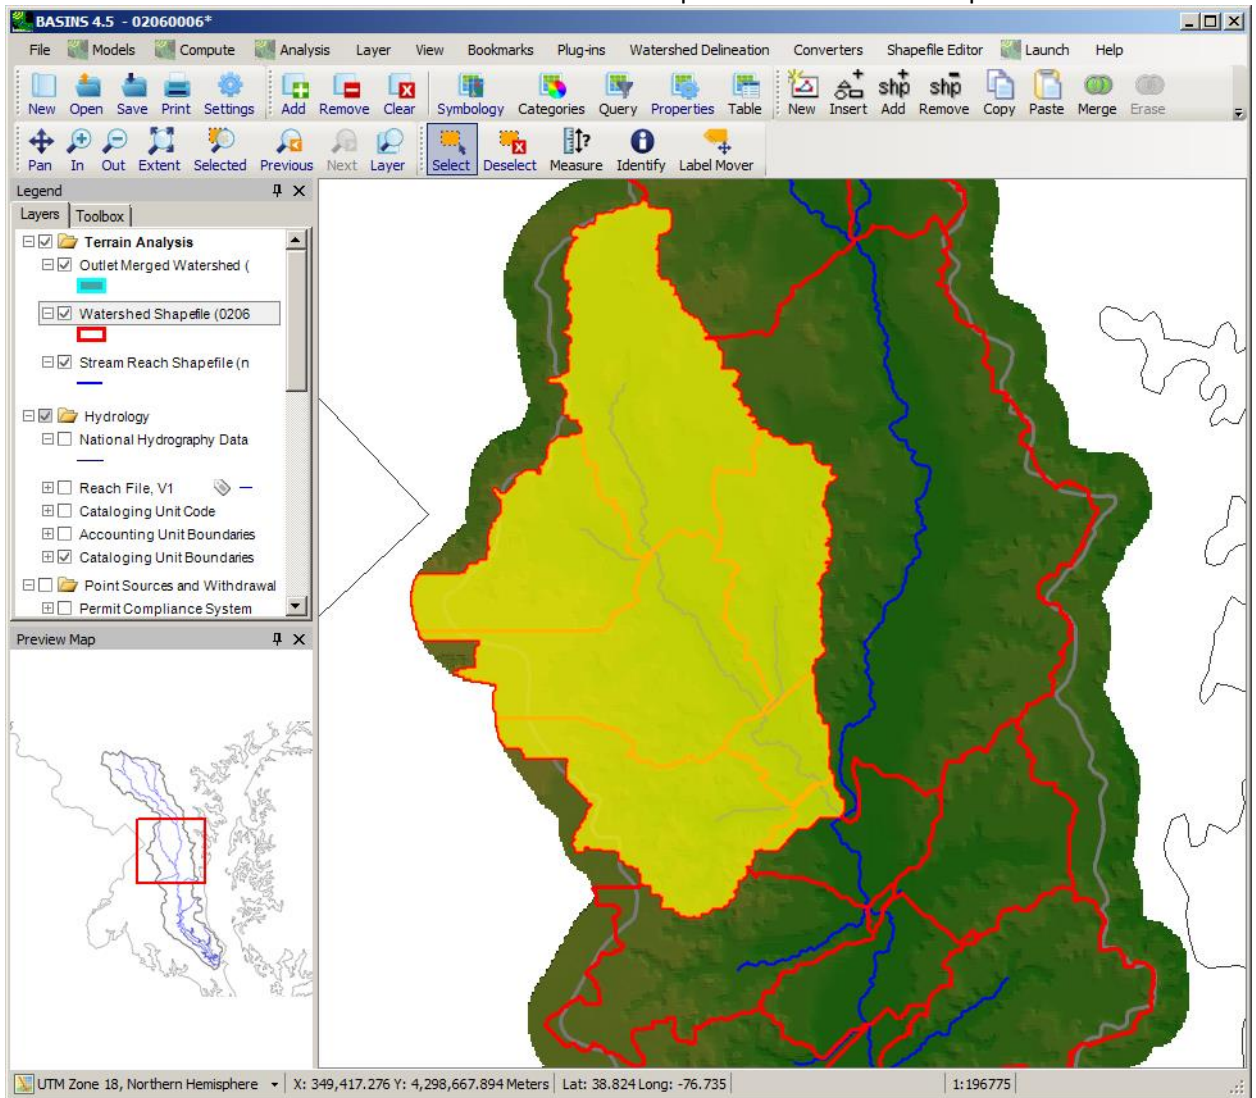 BASINS 4.5 - 02060006*
File Models Compute Analysis Layer View Bookmarks Plug-ins Watershed Delineation Converters Shapefile Editor Launch Help
New Open Save Print Settings Add Remove Clear Symbology Categories Query Properties Table New Insert Add Remove Copy Paste Merge Erase
Pan In Out Extent Selected Previous Next Layer Select Deselect Measure Identify Label Mover
Legend
Layers Toolbox
Terrain Analysis
Outlet Merged Watershed (
Watershed Shapefile (0206
Stream Reach Shapefile (n
Hydrology
National Hydrography Data
Reach File, V1
Cataloging Unit Code
Accounting Unit Boundaries
Cataloging Unit Boundaries
Point Sources and Withdrawal
Permit Compliance System
Preview Map
UTM Zone 18, Northern Hemisphere X: 349,417.276 Y: 4,298,667.894 Meters Lat: 38.824 Long: -76.735 1:196775